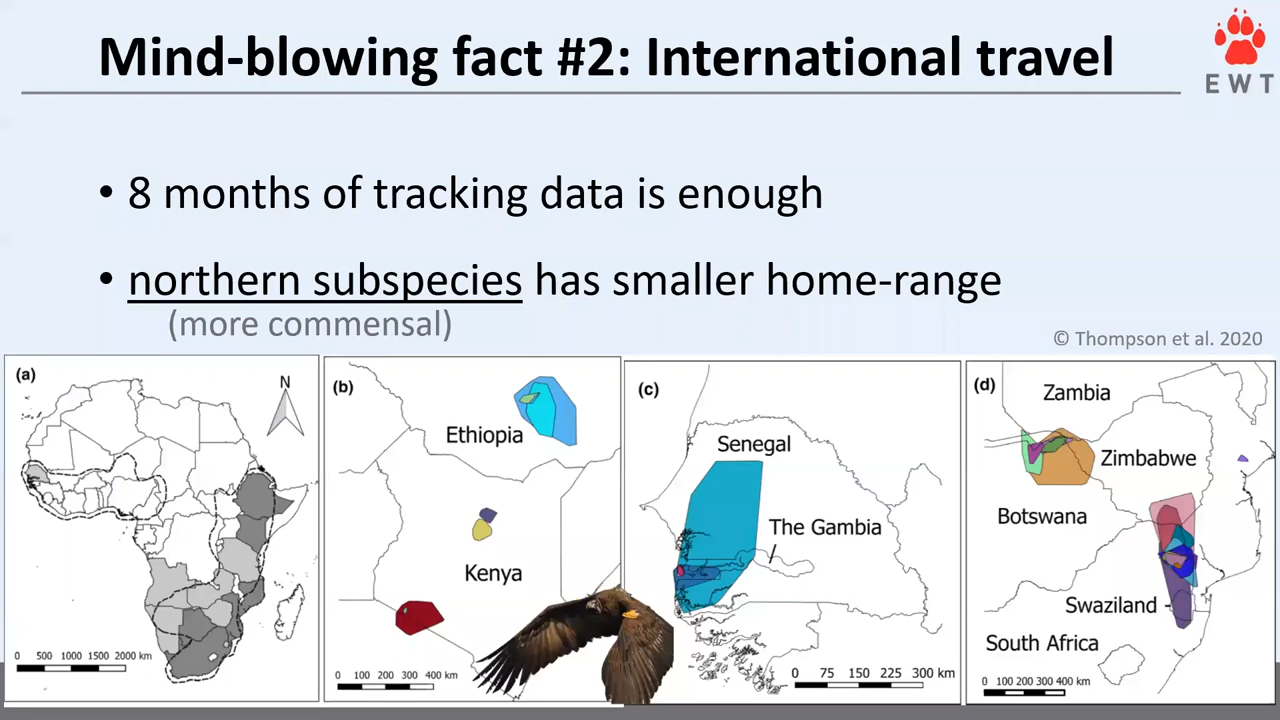 Mind-blowing fact #2: International travel
EWT
• 8 months of tracking data is enough
• northern subspecies has smaller home-range
(more commensal)
© Thompson et al. 2020
(a)
N
500 1000 1500 2000 km
(b)
Ethiopia
Kenya
0 100 200 300 400 km
(c)
Senegal
The Gambia
0 75 150 225 300 km
(d)
Zambia
Zimbabwe
Botswana
Swaziland
South Africa
0 100 200 300 400 km